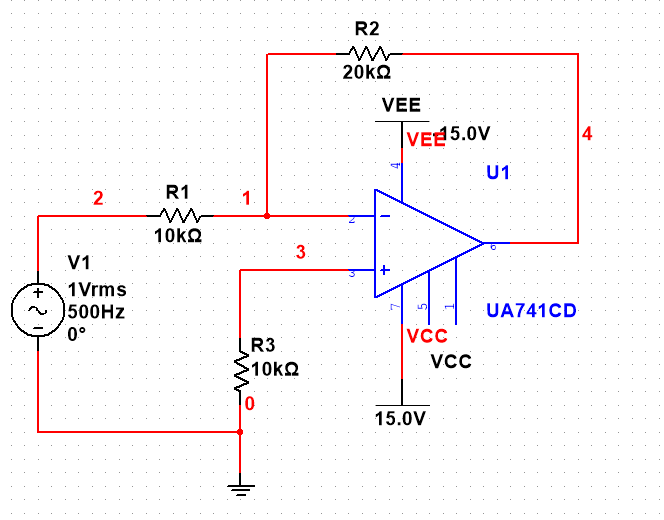 R2
20kΩ
VEE
VEE
-15.0V
4
4
U1
2
R1
1
10kΩ
2
6
3
3
V1
1Vrms
500Hz
0°
7
5
1
UA741CD
VCC
R3
10kΩ
VCC
0
15.0V